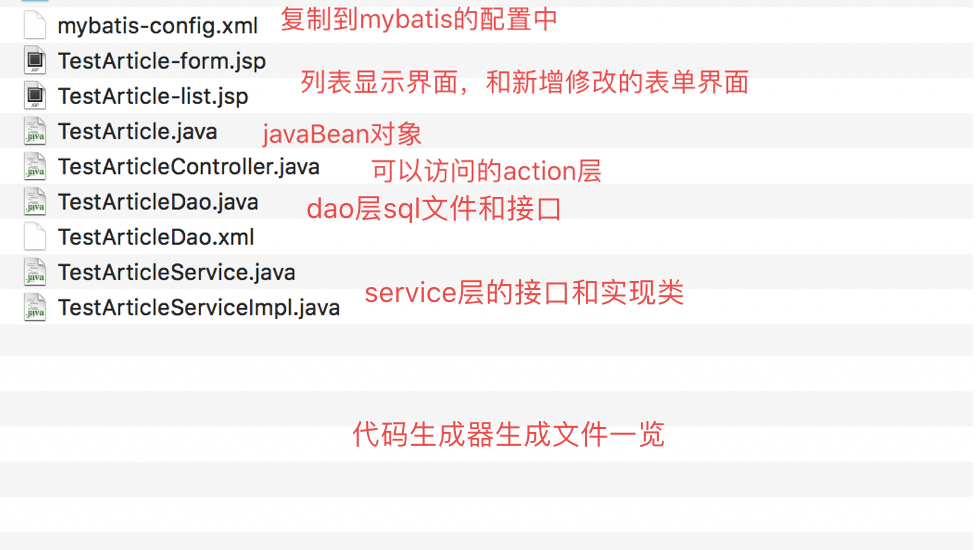 mybatis-config.xml 复制到mybatis的配置中
TestArticle-form.jsp
列表显示界面，和新增修改的表单界面
TestArticle-list.jsp
TestArticle.java javaBean对象
TestArticleController.java 可以访问的action层
TestArticleDao.java dao层sql文件和接口
TestArticleDao.xml
TestArticleService.java
service层的接口和实现类
TestArticleServiceImpl.java
代码生成器生成文件一览